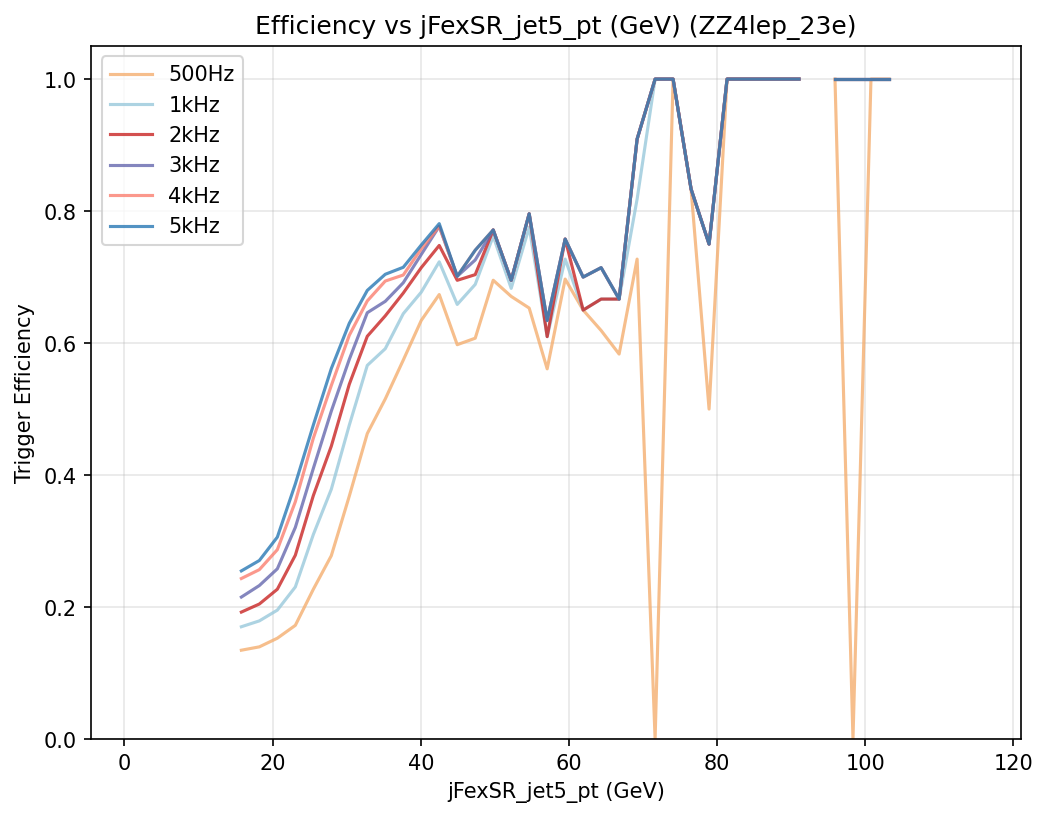 Efficiency vs jFexSR_jet5_pt (GeV) (ZZ4lep_23e)
500Hz
1kHz
2kHz
3kHz
4kHz
5kHz
Trigger Efficiency
1.0
0.8
0.6
0.4
0.2
0.0
0 20 40 60 80 100 120
jFexSR_jet5_pt (GeV)